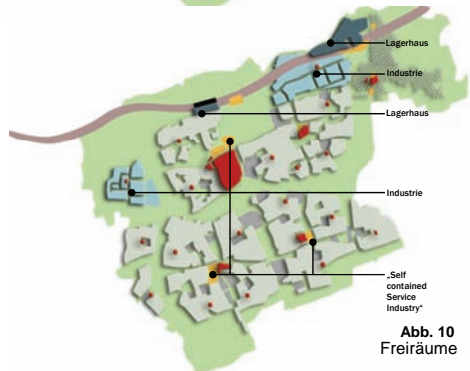 Lagerhaus
Industrie
Lagerhaus
Industrie
„Self
contained
Service
Industry“
Abb. 10
Freiräume